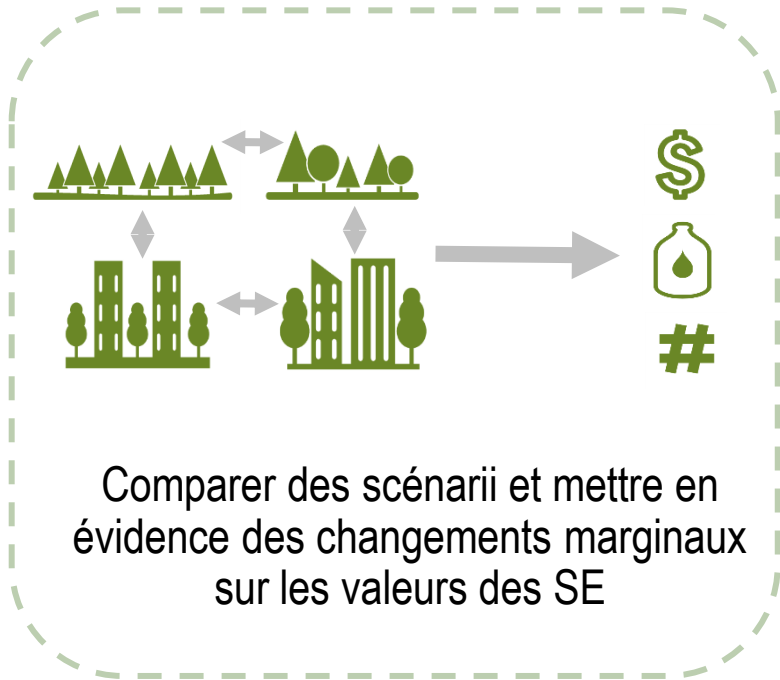 $
#
Comparer des scénarii et mettre en
évidence des changements marginaux
sur les valeurs des SE